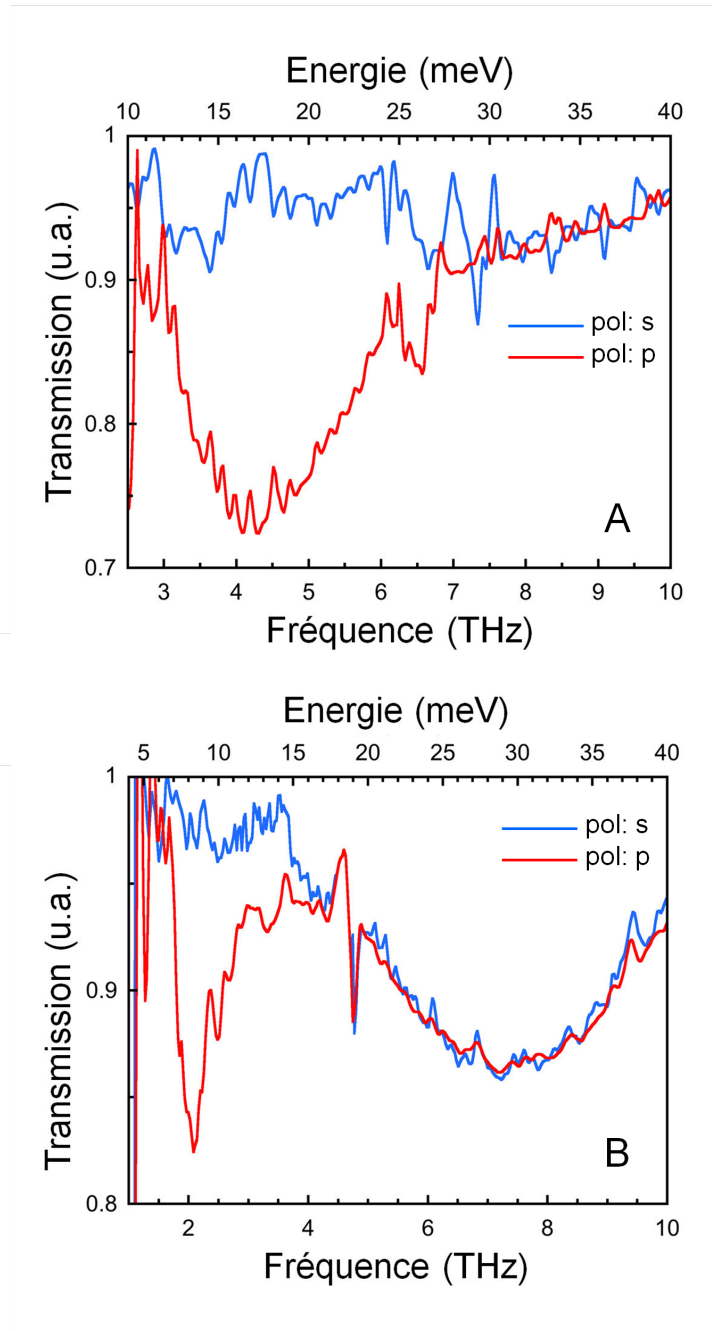 Energie (meV)
10 15 20 25 30 35 40
1
0.9
0.8
0.7
Transmission (u.a.)
pol: s
pol: p
A
3 4 5 6 7 8 9 10
Fréquence (THz)
Energie (meV)
5 10 15 20 25 30 35 40
1
0.9
0.8
Transmission (u.a.)
pol: s
pol: p
B
2 4 6 8 10
Fréquence (THz)